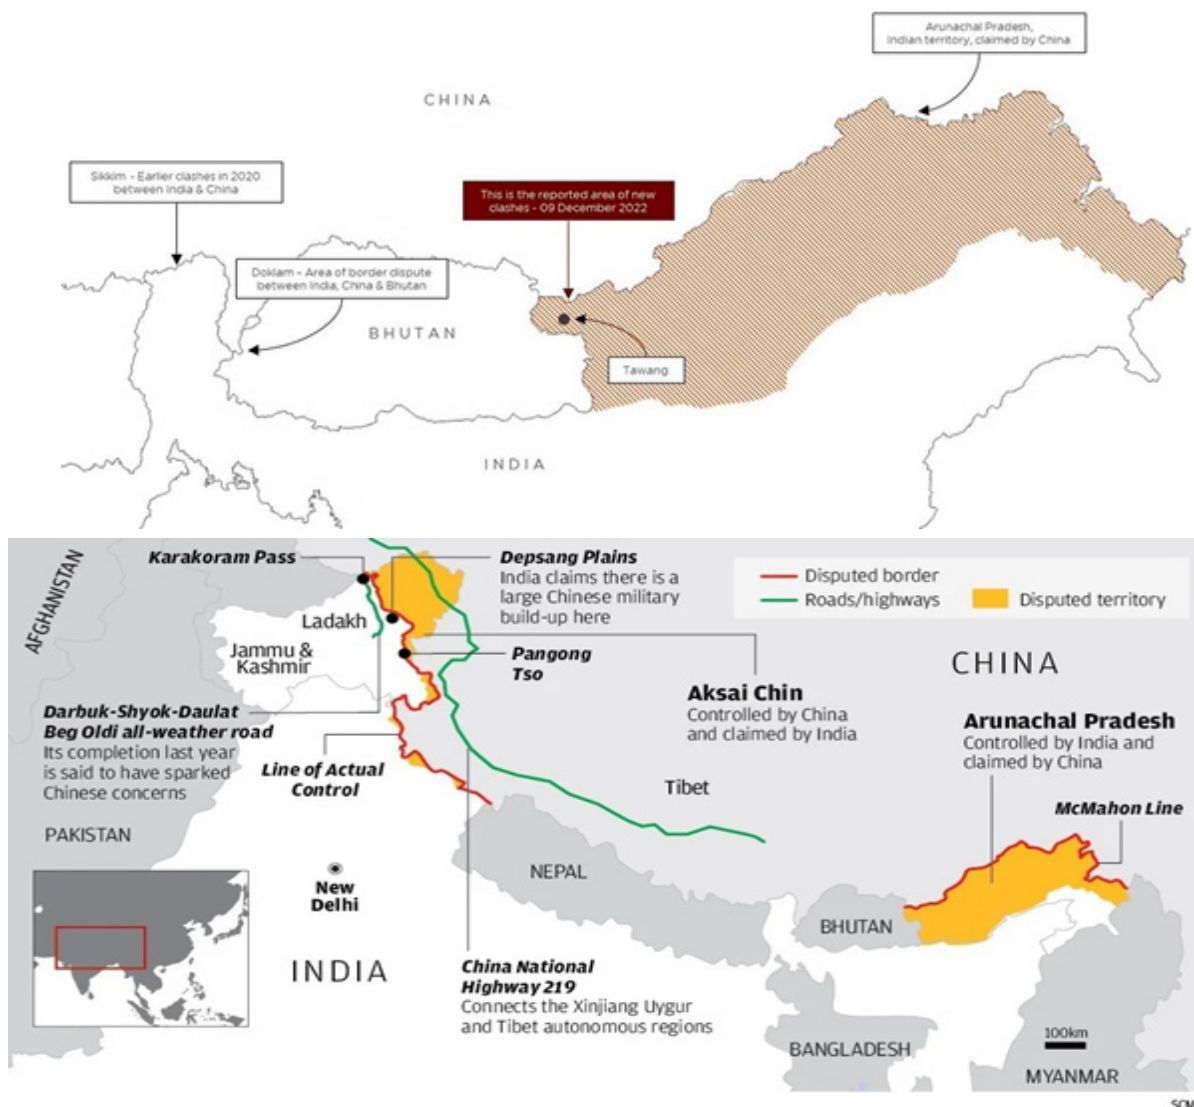 Arunachal Pradesh,
Indian territory, claimed by China
CHINA
Sikkim - Earlier clashes in 2020
between India & China
This is the reported area of new
clashes - 09 December 2022
Doklam - Area of border dispute
between India, China & Bhutan
BHUTAN
Tawang
INDIA
AFGHANISTAN
Karakoram Pass
Depsang Plains
India claims there is a
large Chinese military
build-up here
Disputed border
Roads/highways
Disputed territory
Ladakh
Jammu &
Kashmir
Pangong
Tso
CHINA
Aksai Chin
Controlled by China
and claimed by India
Arunachal Pradesh
Controlled by India and
claimed by China
Darbuk-Shyok-Daulat
Beg Oldi all-weather road
Its completion last year
is said to have sparked
Chinese concerns
Line of Actual
Control
Tibet
McMahon Line
PAKISTAN
New
Delhi
NEPAL
BHUTAN
INDIA
China National
Highway 219
Connects the Xinjiang Uygur
and Tibet autonomous regions
100km
BANGLADESH
MYANMAR